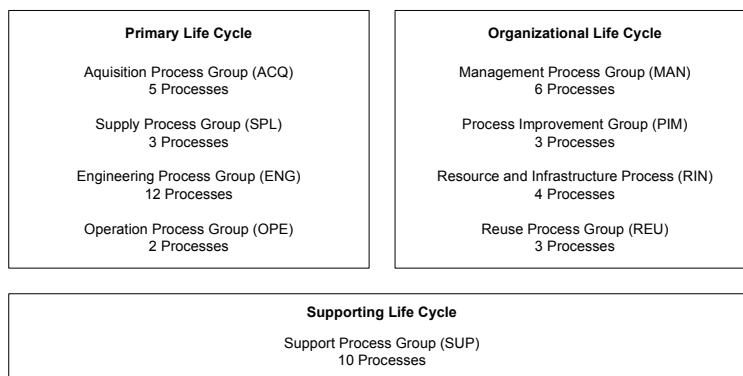 Primary Life Cycle
Aquisition Process Group (ACQ)
5 Processes
Supply Process Group (SPL)
3 Processes
Engineering Process Group (ENG)
12 Processes
Operation Process Group (OPE)
2 Processes
Organizational Life Cycle
Management Process Group (MAN)
6 Processes
Process Improvement Group (PIM)
3 Processes
Resource and Infrastructure Process (RIN)
4 Processes
Reuse Process Group (REU)
3 Processes
Supporting Life Cycle
Support Process Group (SUP)
10 Processes